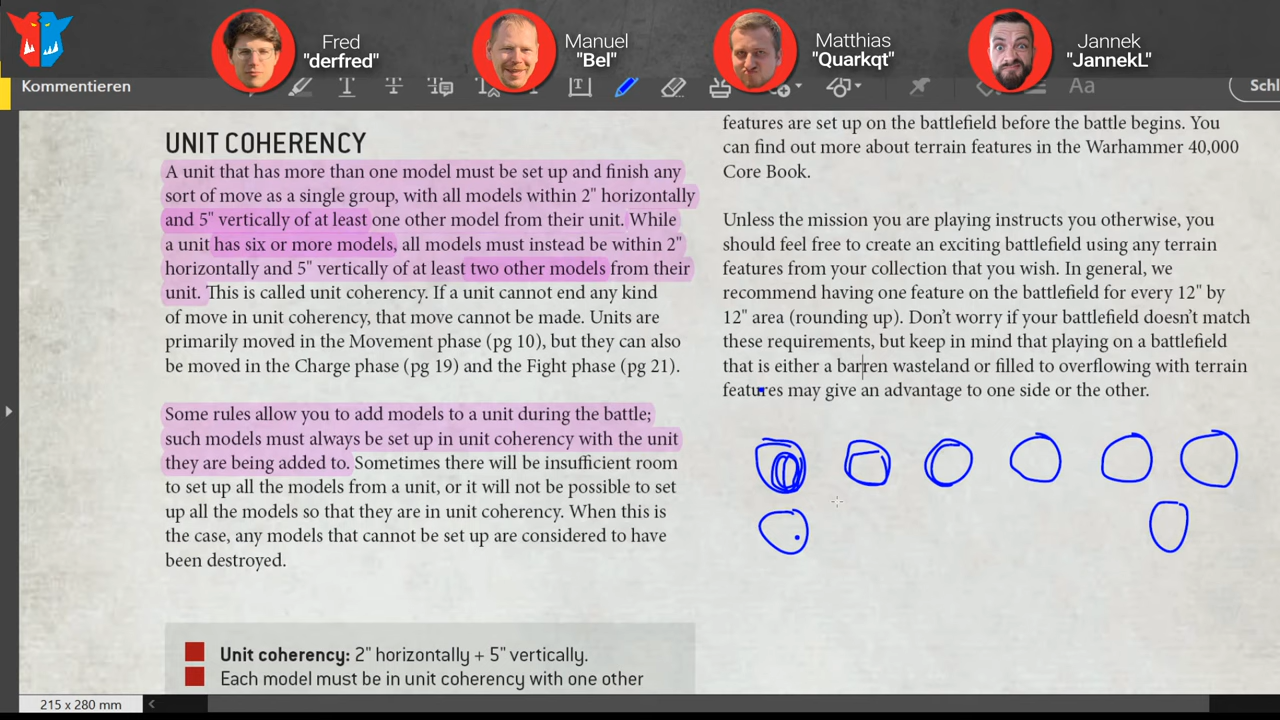 Fred
"derfred"
Manuel
"Bel"
Matthias
"Quarkqt"
Jannek
"JannekL"
Kommentieren
Aa
Schl
UNIT COHERENCY
A unit that has more than one model must be set up and finish any
sort of move as a single group, with all models within 2" horizontally
and 5" vertically of at least one other model from their unit. While
a unit has six or more models, all models must instead be within 2"
horizontally and 5" vertically of at least two other models from their
unit. This is called unit coherency. If a unit cannot end any kind
of move in unit coherency, that move cannot be made. Units are
primarily moved in the Movement phase (pg 10), but they can also
be moved in the Charge phase (pg 19) and the Fight phase (pg 21).
Some rules allow you to add models to a unit during the battle;
such models must always be set up in unit coherency with the unit
they are being added to. Sometimes there will be insufficient room
to set up all the models from a unit, or it will not be possible to set
up all the models so that they are in unit coherency. When this is
the case, any models that cannot be set up are considered to have
been destroyed.
Unit coherency: 2" horizontally + 5" vertically.
Each model must be in unit coherency with one other
features are set up on the battlefield before the battle begins. You
can find out more about terrain features in the Warhammer 40,000
Core Book.
Unless the mission you are playing instructs you otherwise, you
should feel free to create an exciting battlefield using any terrain
features from your collection that you wish. In general, we
recommend having one feature on the battlefield for every 12" by
12" area (rounding up). Don't worry if your battlefield doesn't match
these requirements, but keep in mind that playing on a battlefield
that is either a barren wasteland or filled to overflowing with terrain
features may give an advantage to one side or the other.
215 x 280 mm